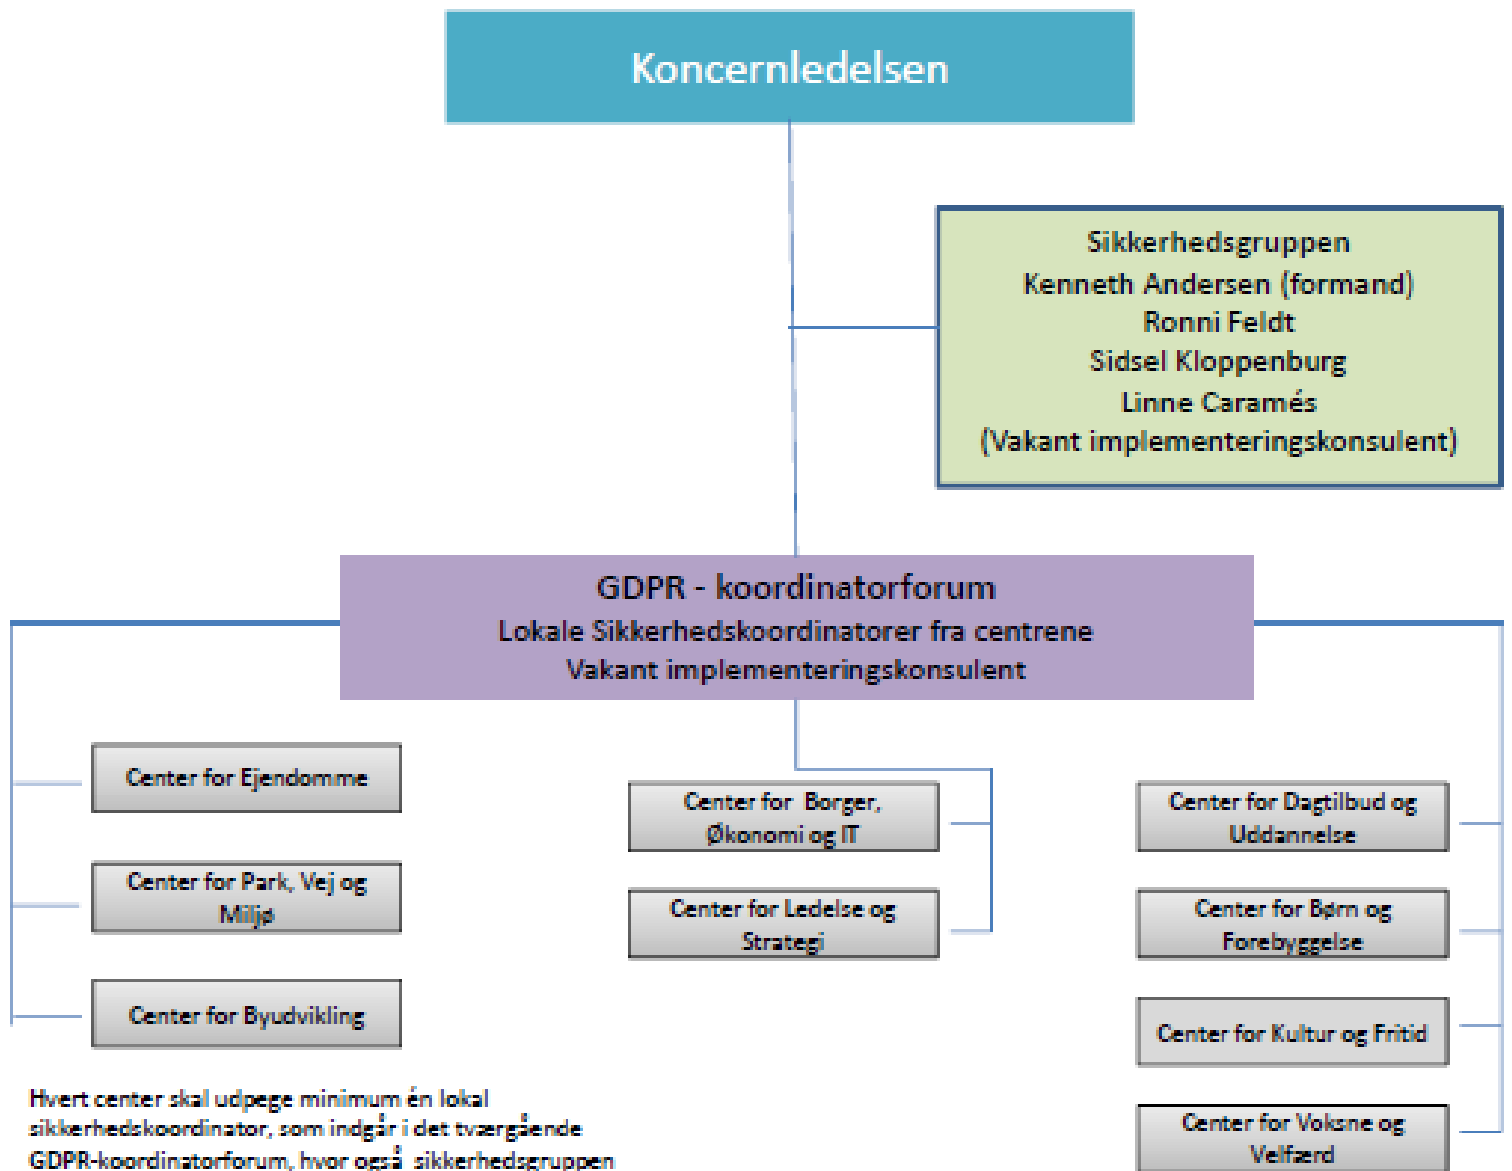 Koncernledelsen
Sikkerhedsgruppen
Kenneth Andersen (formand)
Ronni Feldt
Sidsel Kloppenburg
Linne Caramés
(Vakant implementeringskonsulent)
GDPR - koordinatorforum
Lokale Sikkerhedskoordinatorer fra centrene
Vakant implementeringskonsulent
Center for Ejendomme
Center for Park, Vej og
Miljø
Center for Byudvikling
Center for Borger,
Økonomi og IT
Center for Ledelse og
Strategi
Center for Dagtilbud og
Uddannelse
Center for Børn og
Forebyggelse
Center for Kultur og Fritid
Center for Voksne og
Velfærd
Hvert center skal udpege minimum én lokal
sikkerhedskoordinator, som indgår i det tværgående
GDPR-koordinatorforum, hvor også sikkerhedsgruppen